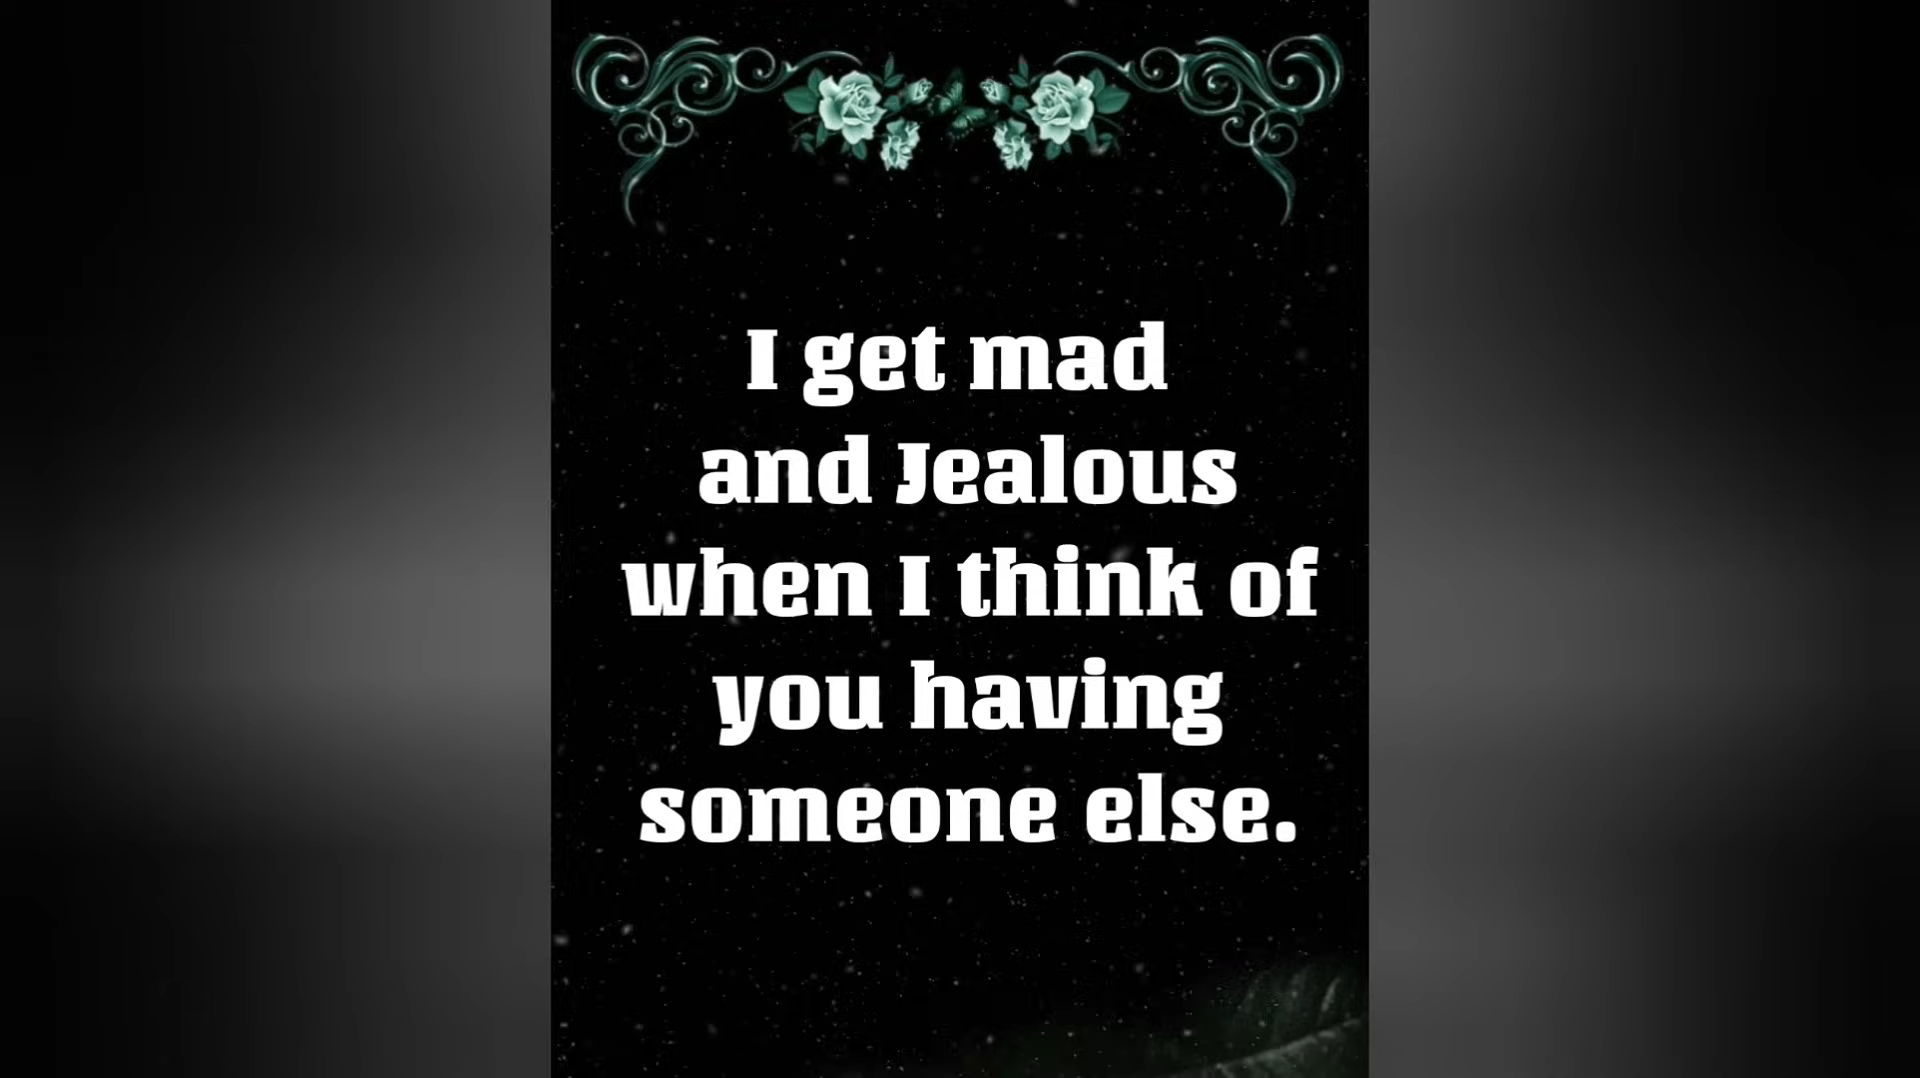 I get mad
and Jealous
when I think of
you having
someone else.